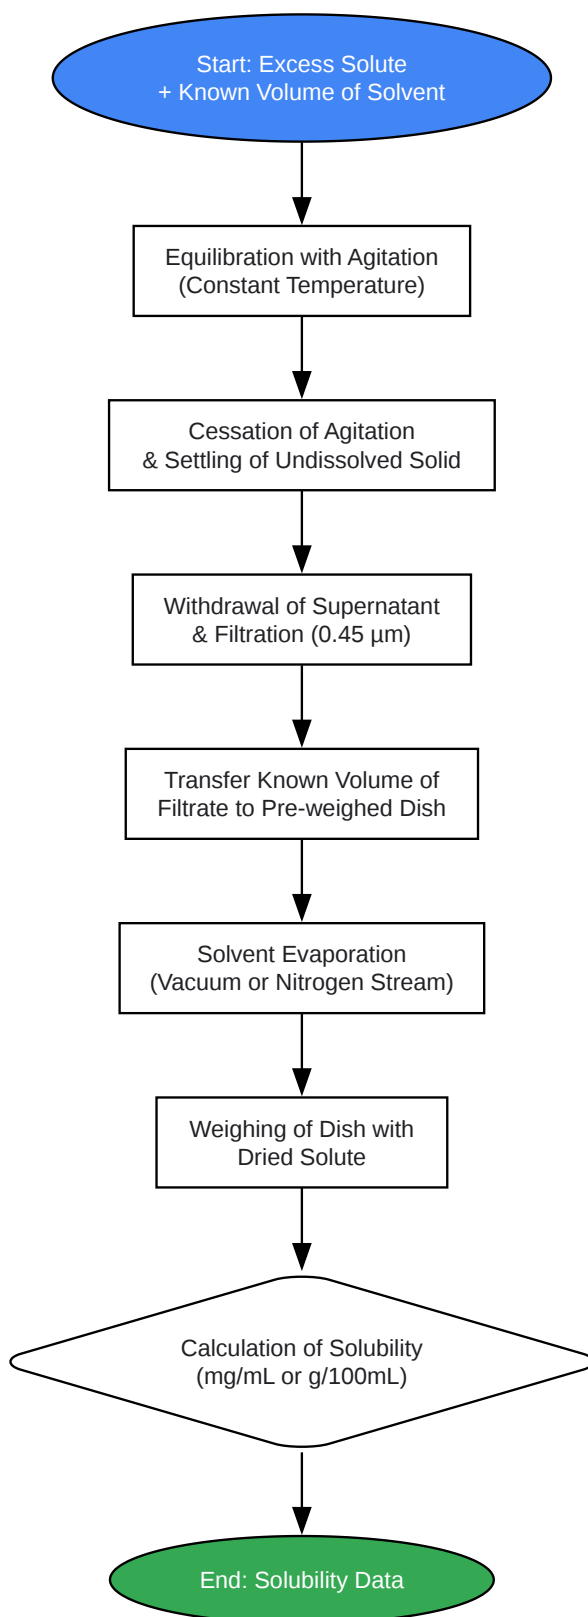 Start: Excess Solute
+ Known Volume of Solvent
Equilibration with Agitation
(Constant Temperature)
Cessation of Agitation
& Settling of Undissolved Solid
Withdrawal of Supernatant
& Filtration (0.45 µm)
Transfer Known Volume of
Filtrate to Pre-weighed Dish
Solvent Evaporation
(Vacuum or Nitrogen Stream)
Weighing of Dish with
Dried Solute
Calculation of Solubility
(mg/mL or g/100mL)
End: Solubility Data